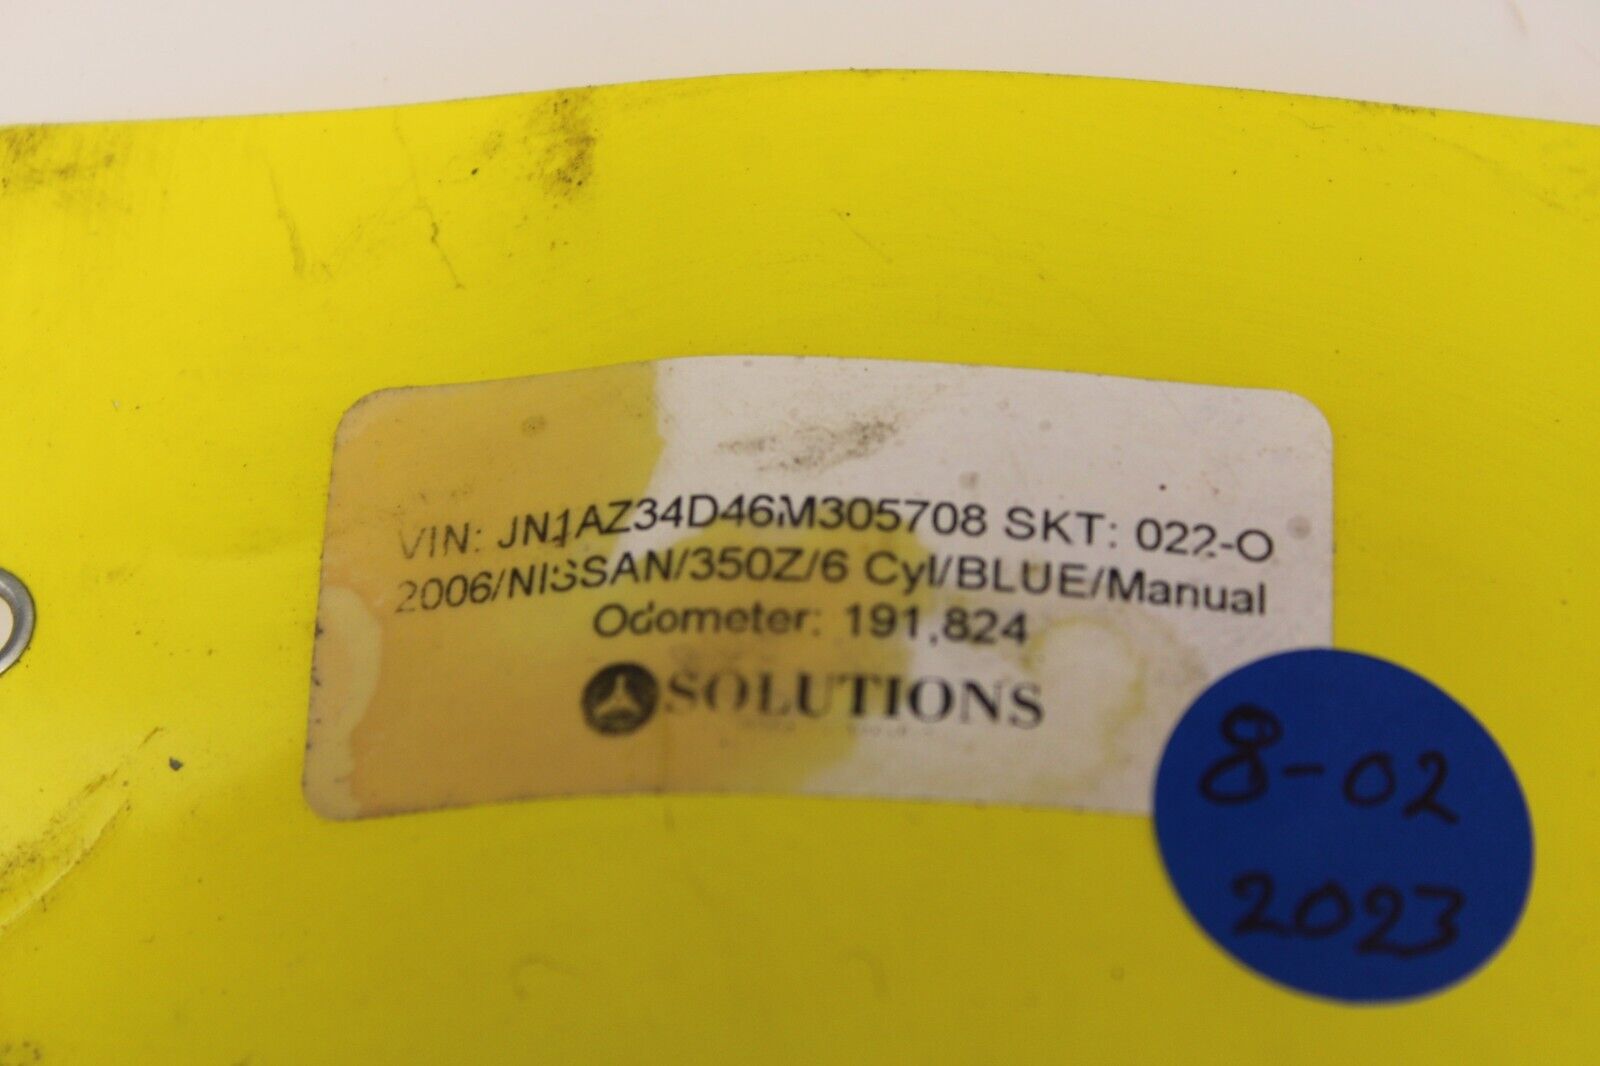 VIN: JN1AZ34D46M305708 SKT: 022-O
2006/NISSAN/350Z/6 Cyl/BLUE/Manual
Odometer: 191,824
SOLUTIONS
8-02
2023